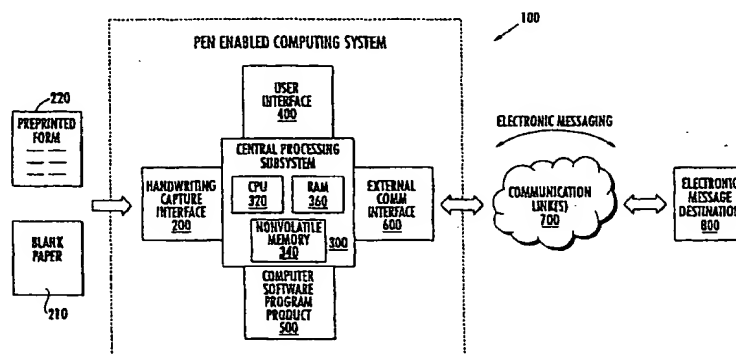 100
PEN ENABLED COMPUTING SYSTEM
220
PREPRINTED
FORM
USER
INTERFACE
400
ELECTRONIC MESSAGING
CENTRAL PROCESSING
SUBSYSTEM
HANDWRITING
CAPTURE
INTERFACE
200
CPU
320
RAM
360
NONVOLATILE
MEMORY
340
300
EXTERNAL
COMM
INTERFACE
600
COMMUNICATION
LINK(S)
700
ELECTRONIC
MESSAGE
DESTINATION
800
BLANK
PAPER
210
COMPUTER
SOFTWARE
PROGRAM
PRODUCT
500